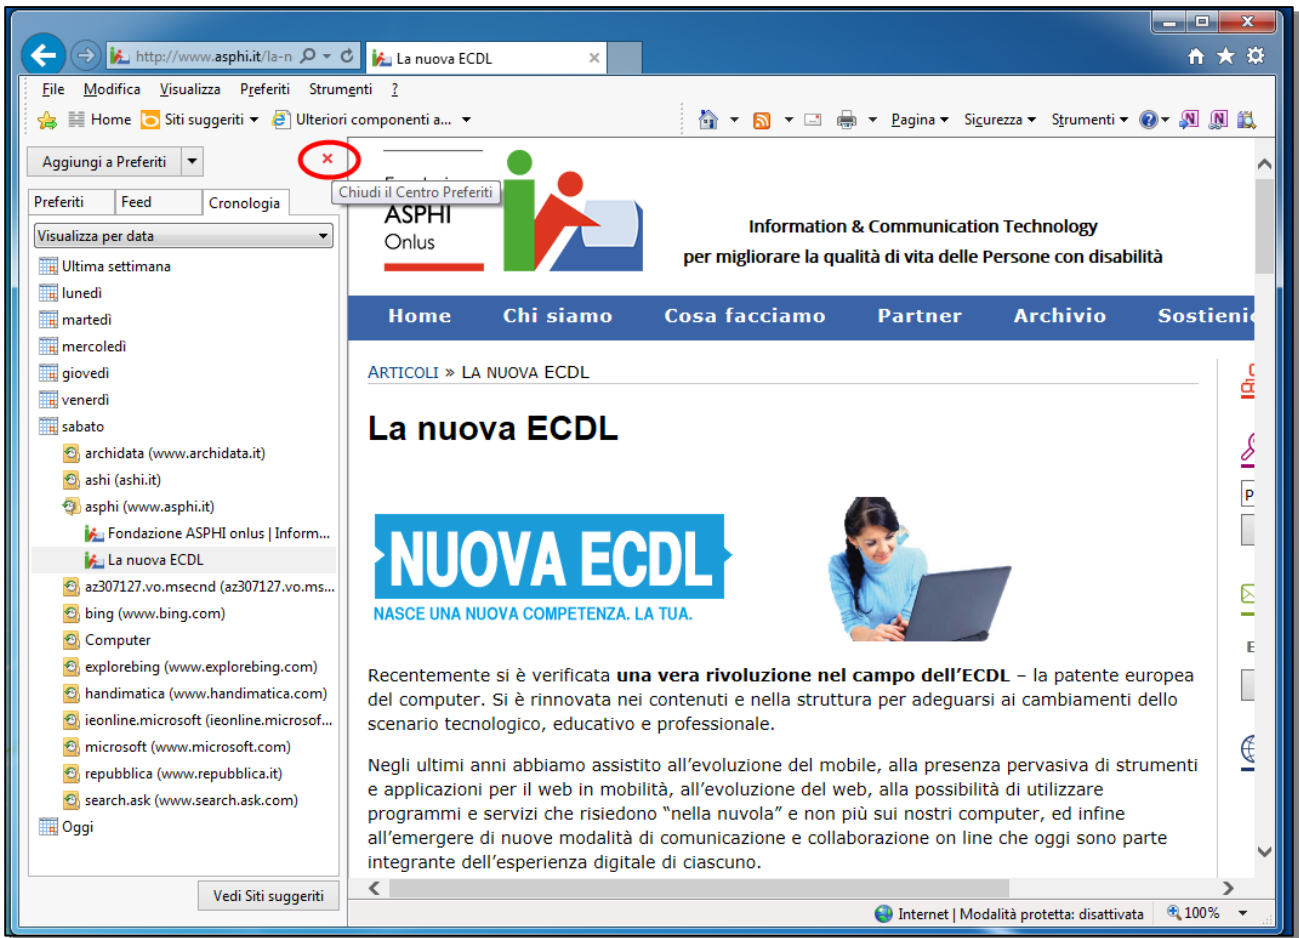 http://www.asphi.it/la-n
La nuova ECDL
File Modifica Visualizza Preferiti Strumenti ?
Home Siti suggeriti Ulteriori componenti a... Pagina Sicurezza Strumenti
Aggiungi a Preferiti
Chiudi il Centro Preferiti
Preferiti Feed Cronologia
Visualizza per data
Ultima settimana
lunedì
martedì
mercoledì
giovedì
venerdì
sabato
archidata (www.archidata.it)
ashi (ashi.it)
asphi (www.asphi.it)
Fondazione ASPHI onlus | Inform...
La nuova ECDL
az307127.vo.msecnd (az307127.vo.ms...
bing (www.bing.com)
Computer
explorebing (www.explorebing.com)
handimatica (www.handimatica.com)
ieonline.microsoft (ieonline.microsof...
microsoft (www.microsoft.com)
repubblica (www.repubblica.it)
search.ask (www.search.ask.com)
Oggi
Vedi Siti suggeriti
ASPHI
Onlus
Information & Communication Technology
per migliorare la qualità di vita delle Persone con disabilità
Home Chi siamo Cosa facciamo Partner Archivio Sostieni
ARTICOLI » LA NUOVA ECDL
La nuova ECDL
NUOVA ECDL
NASCE UNA NUOVA COMPETENZA. LA TUA.
Recentemente si è verificata una vera rivoluzione nel campo dell'ECDL – la patente europea
del computer. Si è rinnovata nei contenuti e nella struttura per adeguarsi ai cambiamenti dello
scenario tecnologico, educativo e professionale.
Negli ultimi anni abbiamo assistito all'evoluzione del mobile, alla presenza pervasiva di strumenti
e applicazioni per il web in mobilità, all'evoluzione del web, alla possibilità di utilizzare
programmi e servizi che risiedono "nella nuvola" e non più sui nostri computer, ed infine
all'emergere di nuove modalità di comunicazione e collaborazione on line che oggi sono parte
integrante dell'esperienza digitale di ciascuno.
P
E
Internet | Modalità protetta: disattivata 100%